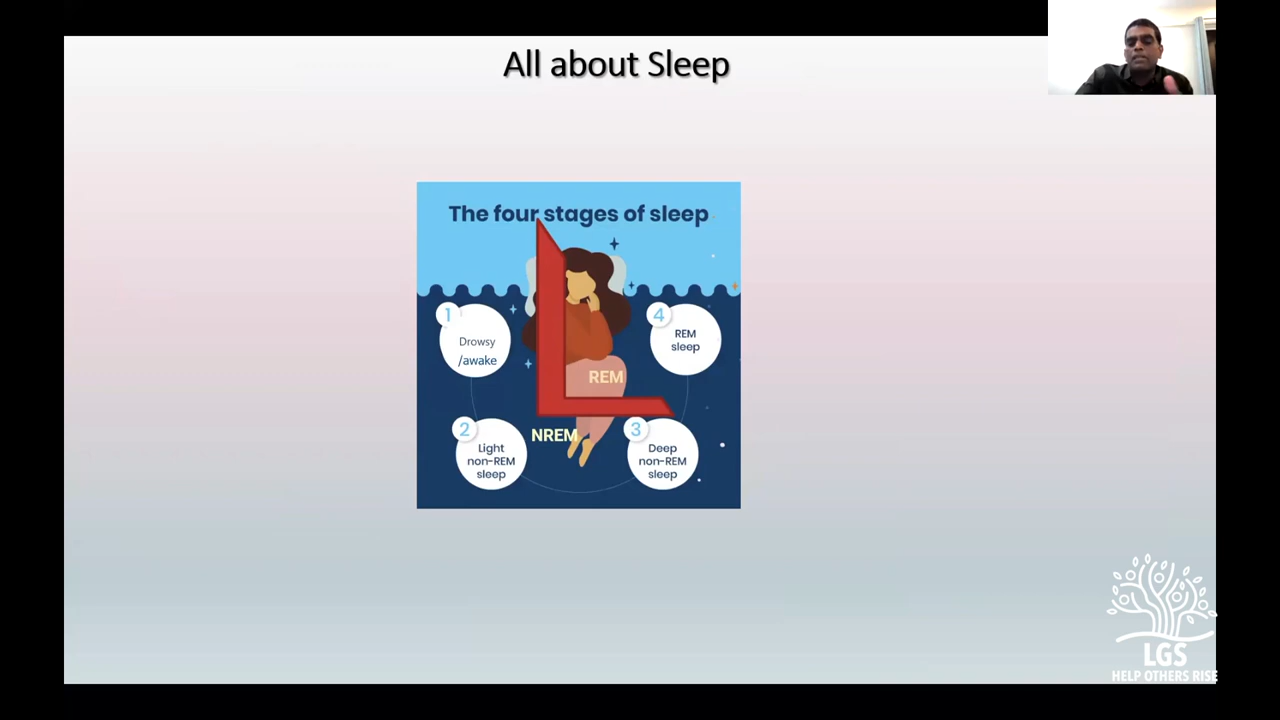 All about Sleep
The four stages of sleep
1
Drowsy
/awake
4
REM
sleep
REM
NREM
2
Light
non-REM
sleep
3
Deep
non-REM
sleep
LGS
HELP OTHERS RISE